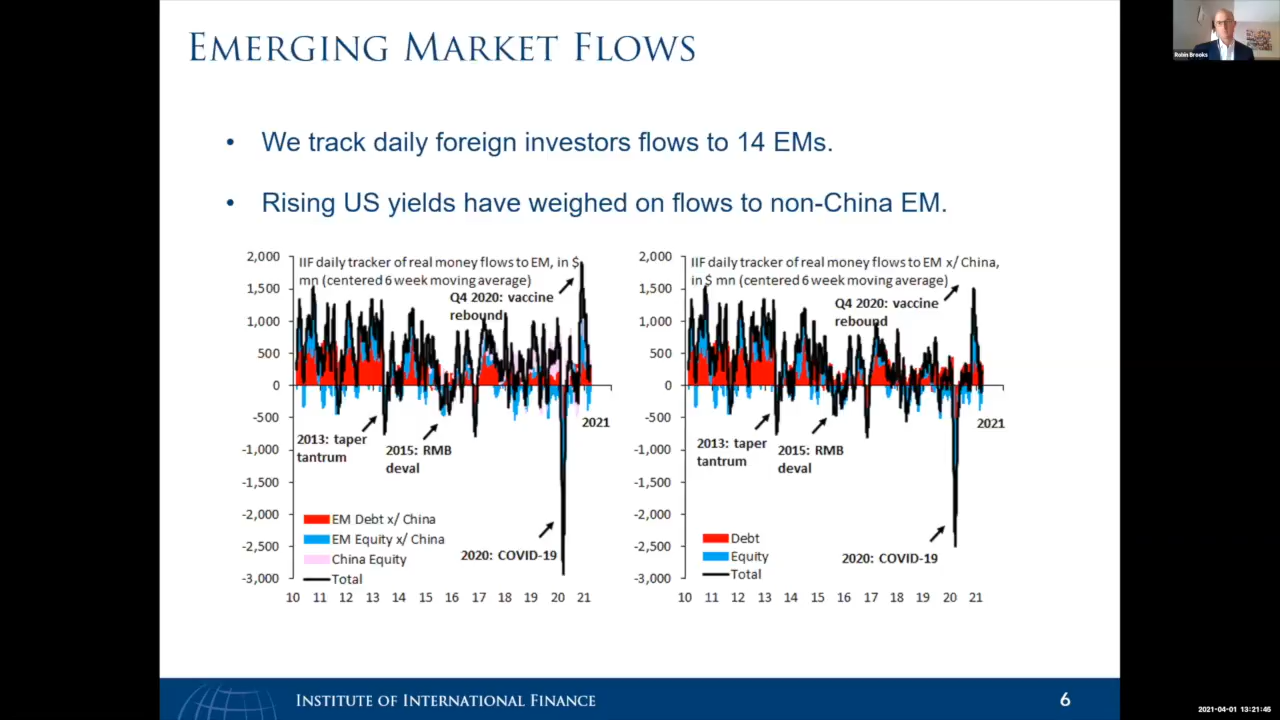 EMERGING MARKET FLOWS
Robin Brooks
• We track daily foreign investors flows to 14 EMs.
• Rising US yields have weighed on flows to non-China EM.
2,000
1,500
1,000
500
0
-500
-1,000
-1,500
-2,000
-2,500
-3,000
IIF daily tracker of real money flows to EM, in $
mn (centered 6 week moving average)
Q4 2020: vaccine
rebound
2021
2013: taper
tantrum
2015: RMB
deval
2020: COVID-19
EM Debt x/ China
EM Equity x/ China
China Equity
Total
10 11 12 13 14 15 16 17 18 19 20 21
2,000
1,500
1,000
500
0
-500
-1,000
-1,500
-2,000
-2,500
-3,000
IIF daily tracker of real money flows to EM x/ China,
in $ mn (centered 6 week moving average)
Q4 2020: vaccine
rebound
2021
2013: taper
tantrum
2015: RMB
deval
2020: COVID-19
Debt
Equity
Total
10 11 12 13 14 15 16 17 18 19 20 21
INSTITUTE OF INTERNATIONAL FINANCE
6
2021-04-01 13:21:45